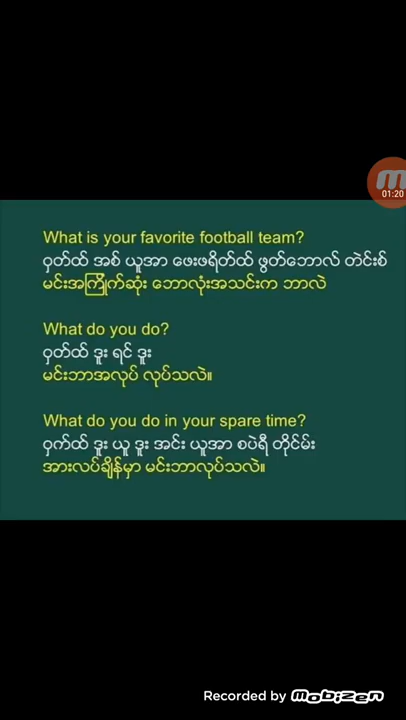 01:20
What is your favorite football team?
ဝှတ်ထ် အစ် ယူအာ ဖေးဖရိတ်ထ် ဖွတ်ဘောလ် တဲင်းစ်
မင်းအကြိုက်ဆုံး ဘောလုံးအသင်းက ဘာလဲ
What do you do?
ဝှတ်ထ် ဒူး ရင် ဒူး
မင်းဘာအလုပ် လုပ်သလဲ။
What do you do in your spare time?
ဝှက်ထ် ဒူး ယူ ဒူး အင်း ယူအာ စပဲရီ တိုင်မ်း
အားလပ်ချိန်မှာ မင်းဘာလုပ်သလဲ။
Recorded by mobizen